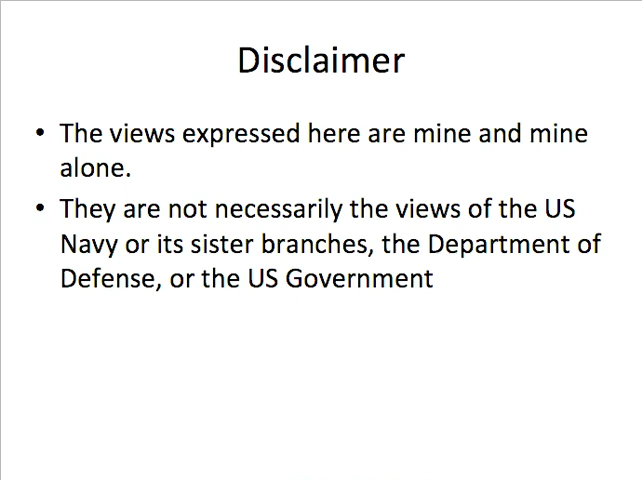 Disclaimer
• The views expressed here are mine and mine
alone.
• They are not necessarily the views of the US
Navy or its sister branches, the Department of
Defense, or the US Government